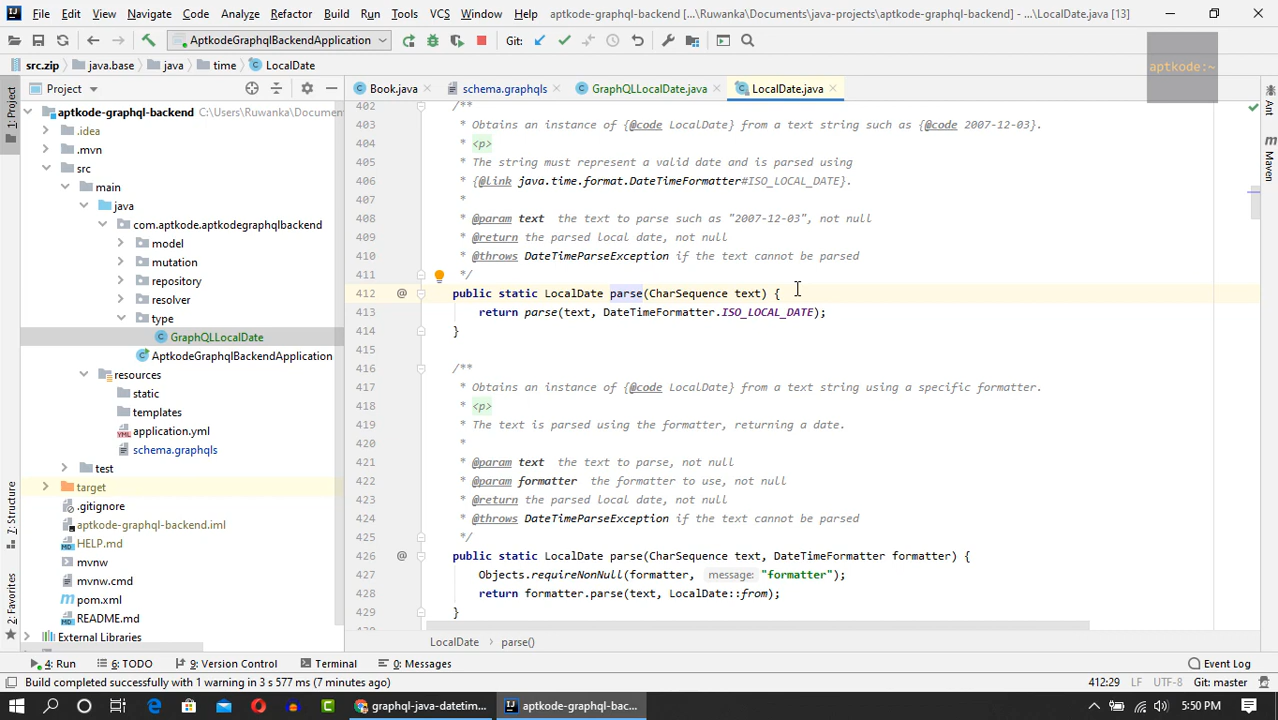 File Edit View Navigate Code Analyze Refactor Build Run Tools VCS Window Help aptkode-graphql-backend [C:\Users\Ruwanka\Documents\java-projects\aptkode-graphql-backend] - ...\LocalDate.java [13]
AptkodeGraphqlBackendApplication Git:
src.zip java.base java time LocalDate
aptkode:~
Project Book.java schema.graphqls GraphQLLocalDate.java LocalDate.java
1: Project
7: Structure
2: Favorites
Ant
Maven
aptkode-graphql-backend C:\Users\Ruwanka\Document
.idea
.mvn
src
main
java
com.aptkode.aptkodegraphqlbackend
model
mutation
repository
resolver
type
GraphQLLocalDate
AptkodeGraphqlBackendApplication
resources
static
templates
application.yml
schema.graphqls
test
target
.gitignore
aptkode-graphql-backend.iml
HELP.md
mvnw
mvnw.cmd
pom.xml
README.md
External Libraries
402 /**
403 * Obtains an instance of {@code LocalDate} from a text string such as {@code 2007-12-03}.
404 * <p>
405 * The string must represent a valid date and is parsed using
406 * {@link java.time.format.DateTimeFormatter#ISO_LOCAL_DATE}.
407 *
408 * @param text the text to parse such as "2007-12-03", not null
409 * @return the parsed local date, not null
410 * @throws DateTimeParseException if the text cannot be parsed
411 */
412 @ public static LocalDate parse(CharSequence text) {
413 return parse(text, DateTimeFormatter.ISO_LOCAL_DATE);
414 }
415
416 /**
417 * Obtains an instance of {@code LocalDate} from a text string using a specific formatter.
418 * <p>
419 * The text is parsed using the formatter, returning a date.
420 *
421 * @param text the text to parse, not null
422 * @param formatter the formatter to use, not null
423 * @return the parsed local date, not null
424 * @throws DateTimeParseException if the text cannot be parsed
425 */
426 @ public static LocalDate parse(CharSequence text, DateTimeFormatter formatter) {
427 Objects.requireNonNull(formatter, message: "formatter");
428 return formatter.parse(text, LocalDate::from);
429 }
LocalDate parse()
4: Run 6: TODO 9: Version Control Terminal 0: Messages Event Log
Build completed successfully with 1 warning in 3 s 577 ms (7 minutes ago) 412:29 LF UTF-8 Git: master
graphql-java-datetim... aptkode-graphql-bac... 5:50 PM